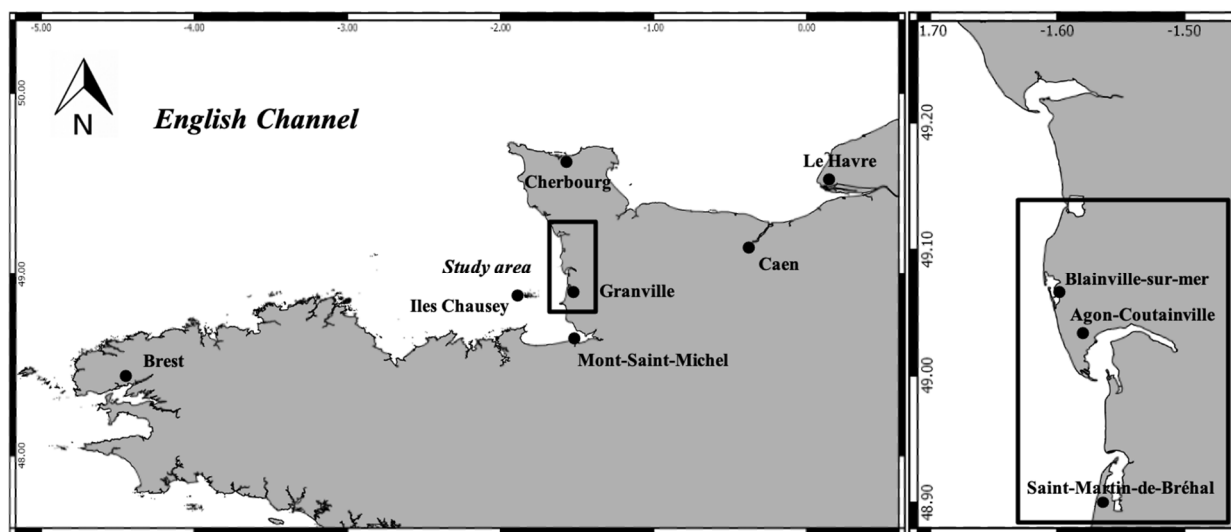 -5.00 -4.00 -3.00 -2.00 -1.00 0.00
50.00
49.00
48.00
N
English Channel
Cherbourg
Le Havre
Caen
Study area
Iles Chausey
Granville
Mont-Saint-Michel
Brest
-1.70 -1.60 -1.50
49.20
49.10
49.00
48.90
Blainville-sur-mer
Agon-Coutainville
Saint-Martin-de-Bréhal